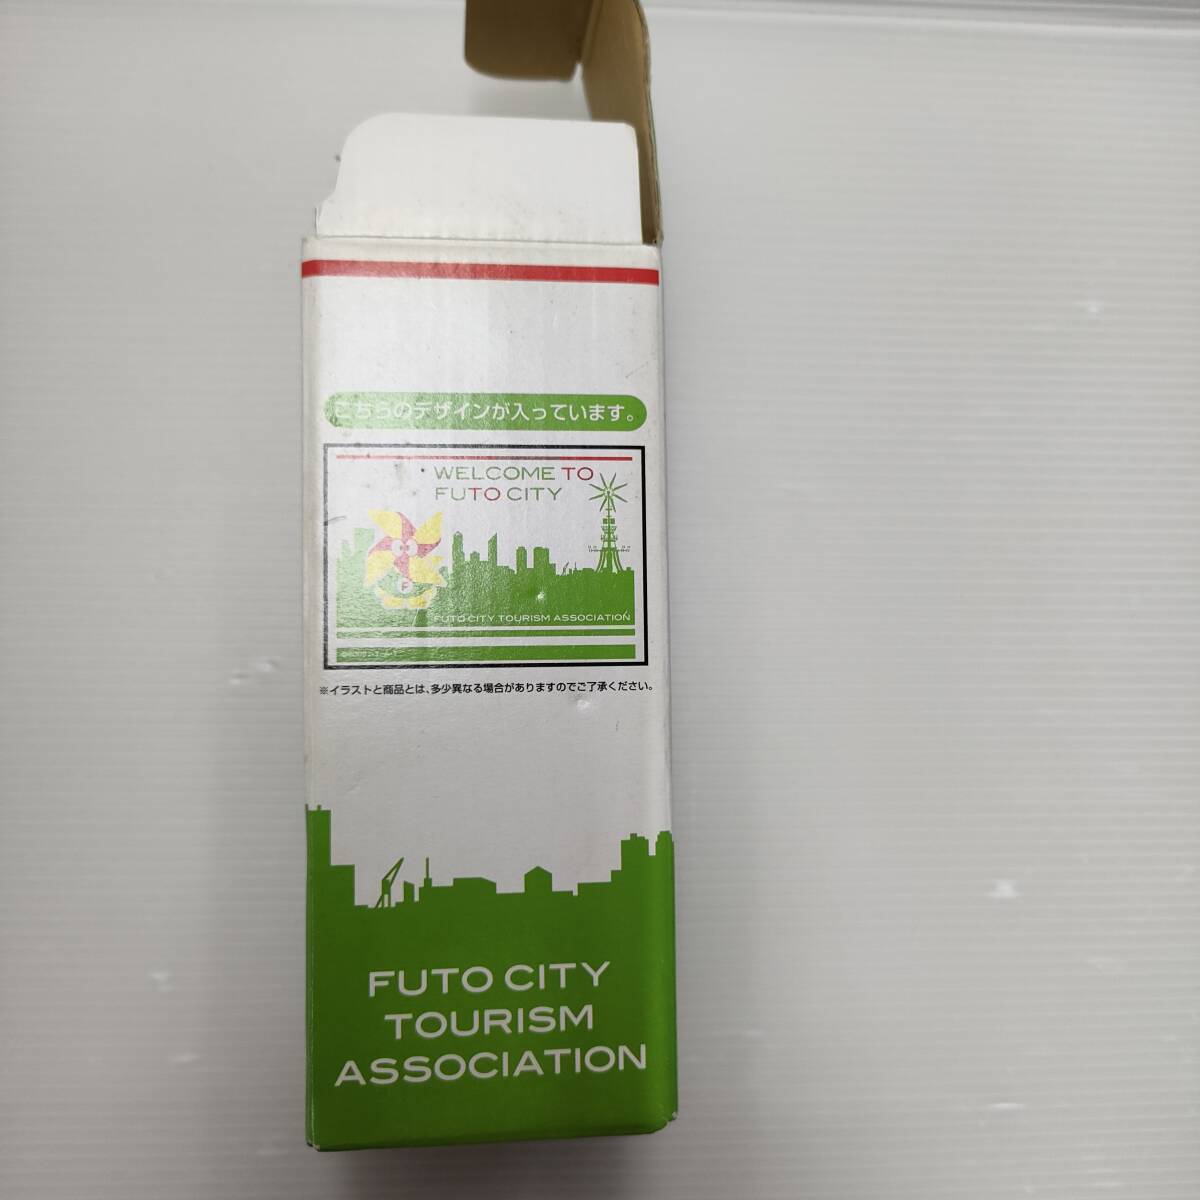 こちらのデザインが入っています。
WELCOME TO
FUTO CITY
F
FUTO CITY TOURISM ASSOCIATION
※イラストと商品とは、多少異なる場合がありますのでご了承ください。
FUTO CITY
TOURISM
ASSOCIATION